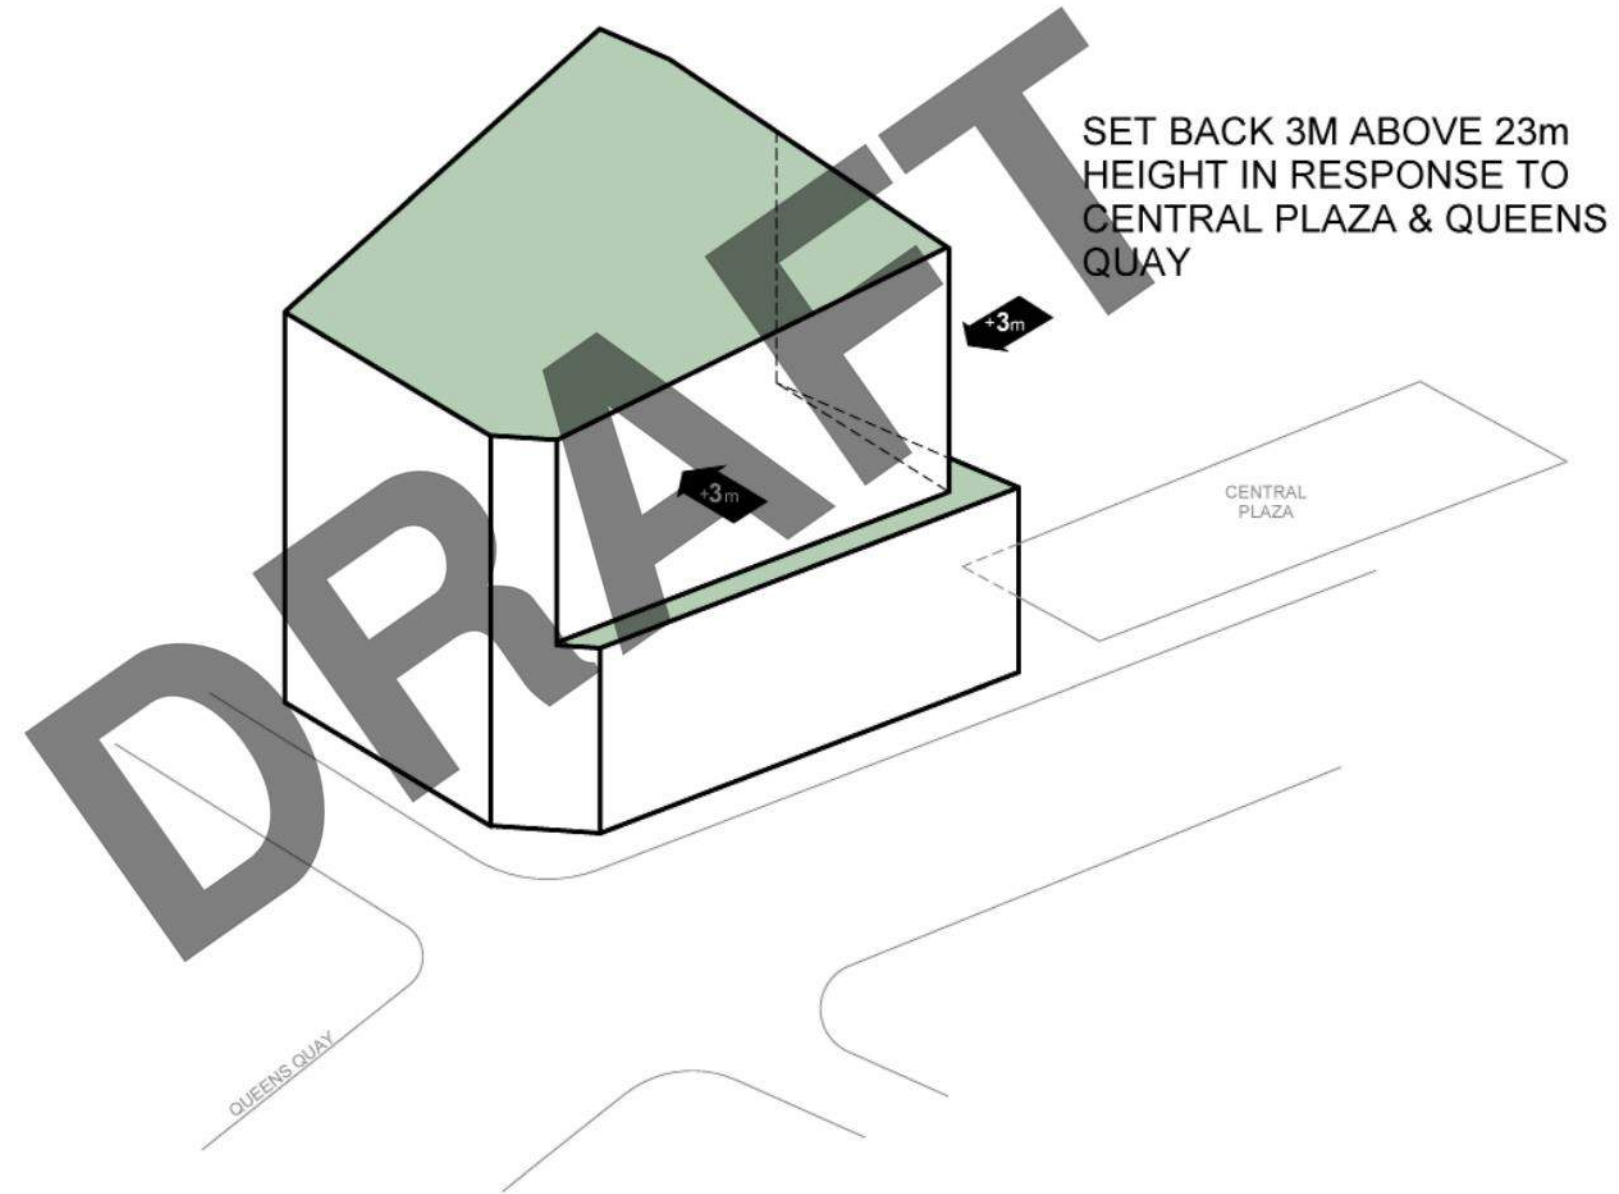 SET BACK 3M ABOVE 23m
HEIGHT IN RESPONSE TO
CENTRAL PLAZA & QUEENS
QUAY
+3m
+3m
CENTRAL
PLAZA
QUEENS QUAY
DRAFT